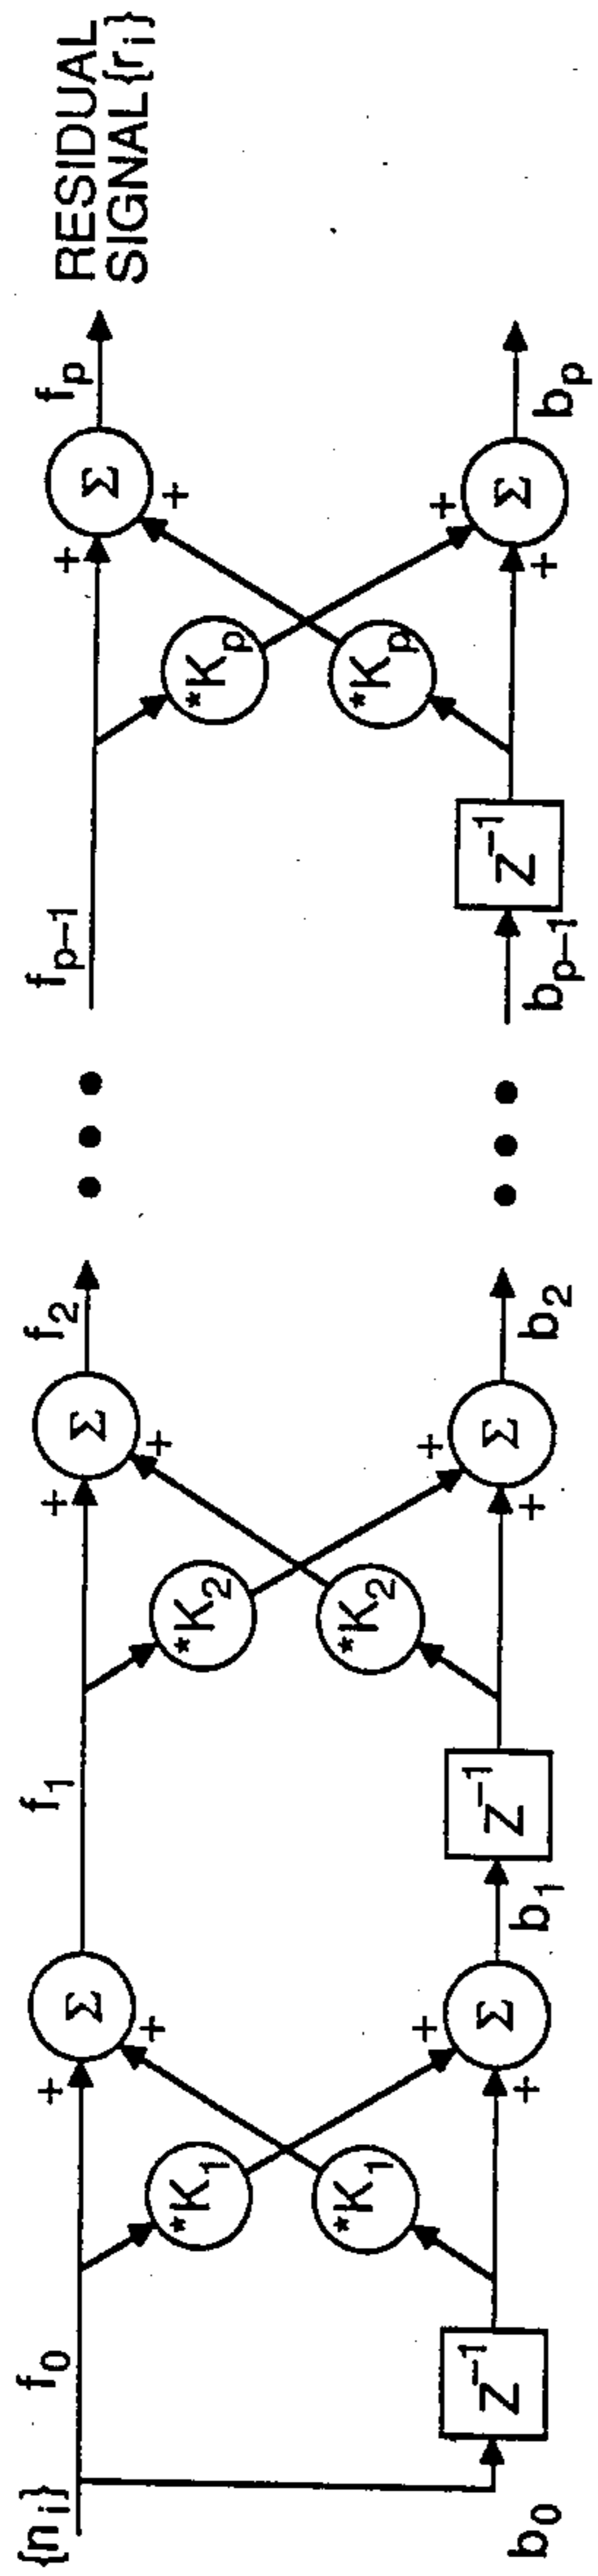 {n_i}
f_0
b_0
Z^-1
*K_1
*K_1
+
+
Σ
+
+
Σ
f_1
b_1
Z^-1
*K_2
*K_2
+
+
Σ
+
+
Σ
f_2
b_2
• • •
• • •
f_p-1
b_p-1
Z^-1
*K_p
*K_p
+
+
Σ
+
+
Σ
f_p
b_p
RESIDUAL
SIGNAL {r_i}